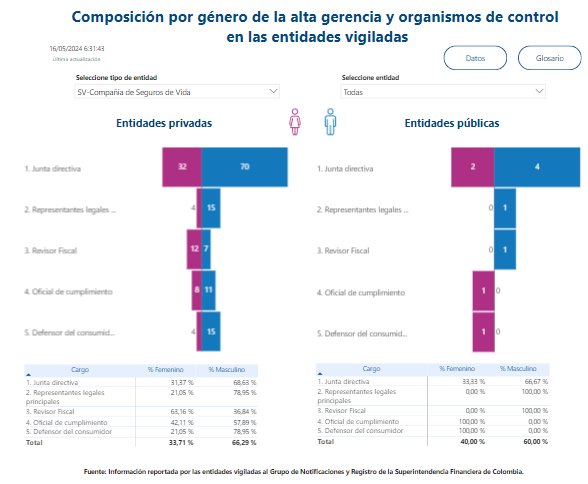 Composición por género de la alta gerencia y organismos de control
en las entidades vigiladas
16/05/2024 6:31:43
Última actualización
Datos
Glosario
Seleccione tipo de entidad
SV-Compañía de Seguros de Vida
Seleccione entidad
Todas
Entidades privadas
1. Junta directiva 32 70
2. Representantes legales ... 4 15
3. Revisor Fiscal 12 7
4. Oficial de cumplimiento 8 11
5. Defensor del consumid... 4 15
Entidades públicas
1. Junta directiva 2 4
2. Representantes legales ... 0 1
3. Revisor Fiscal 0 1
4. Oficial de cumplimiento 1 0
5. Defensor del consumid... 1 0
Cargo % Femenino % Masculino
1. Junta directiva 31,37 % 68,63 %
2. Representantes legales 21,05 % 78,95 %
principales
3. Revisor Fiscal 63,16 % 36,84 %
4. Oficial de cumplimiento 42,11 % 57,89 %
5. Defensor del consumidor 21,05 % 78,95 %
Total 33,71 % 66,29 %
Cargo % Femenino % Masculino
1. Junta directiva 33,33 % 66,67 %
2. Representantes legales 0,00 % 100,00 %
principales
3. Revisor Fiscal 0,00 % 100,00 %
4. Oficial de cumplimiento 100,00 % 0,00 %
5. Defensor del consumidor 100,00 % 0,00 %
Total 40,00 % 60,00 %
Fuente: Información reportada por las entidades vigiladas al Grupo de Notificaciones y Registro de la Superintendencia Financiera de Colombia.